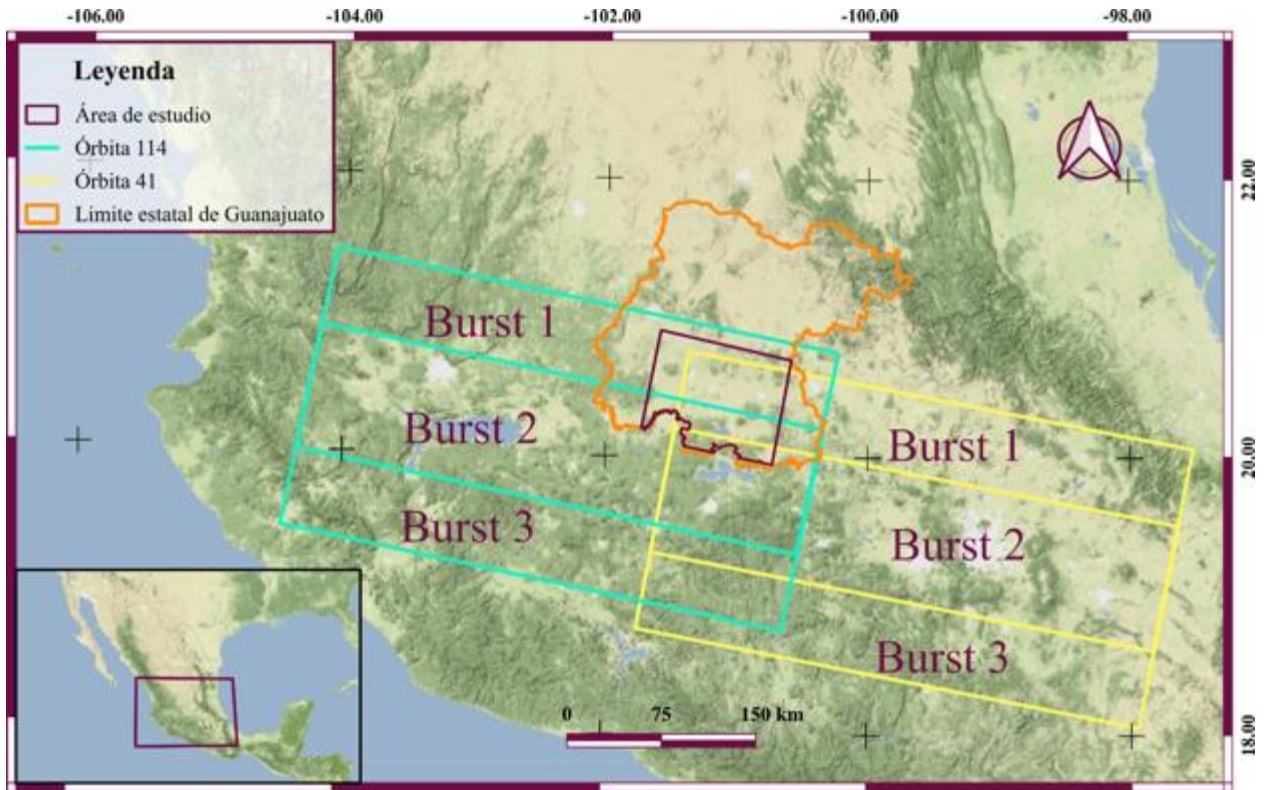 -106.00 -104.00 -102.00 -100.00 -98.00
Leyenda
Área de estudio
Órbita 114
Órbita 41
Limite estatal de Guanajuato
22.00
Burst 1
Burst 2
Burst 1
20.00
Burst 3
Burst 2
Burst 3
0 75 150 km
18.00